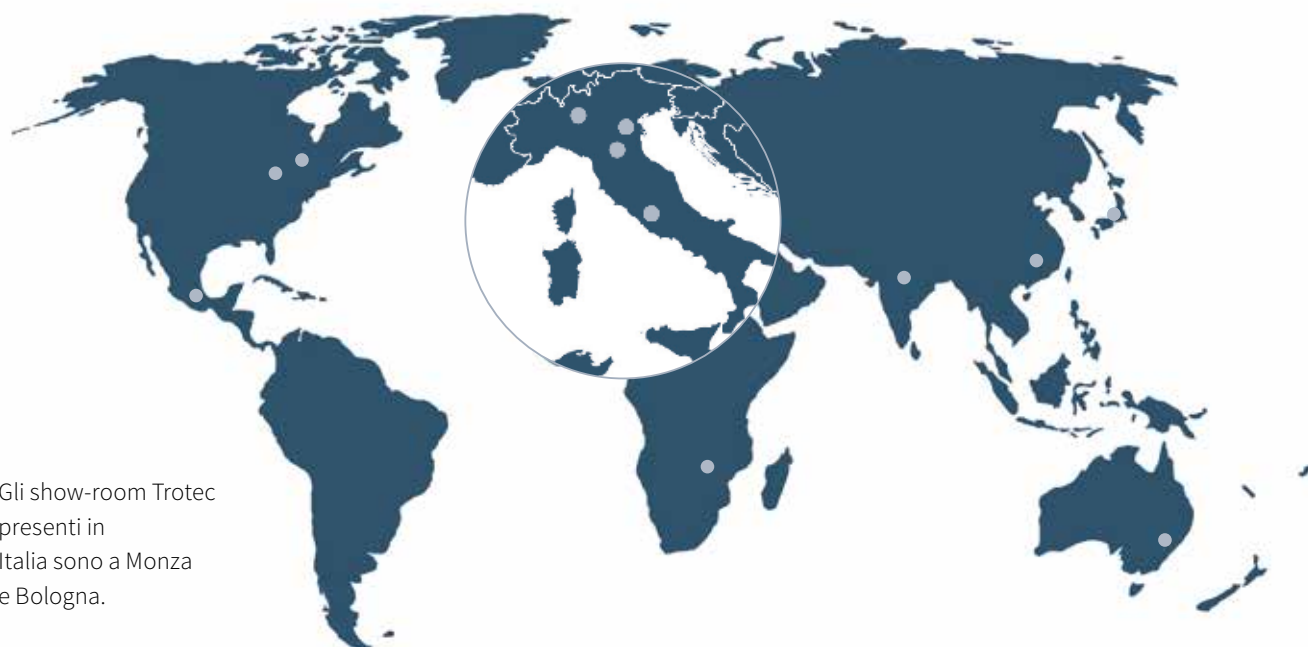 Gli show-room Trotec
presenti in
Italia sono a Monza
e Bologna.